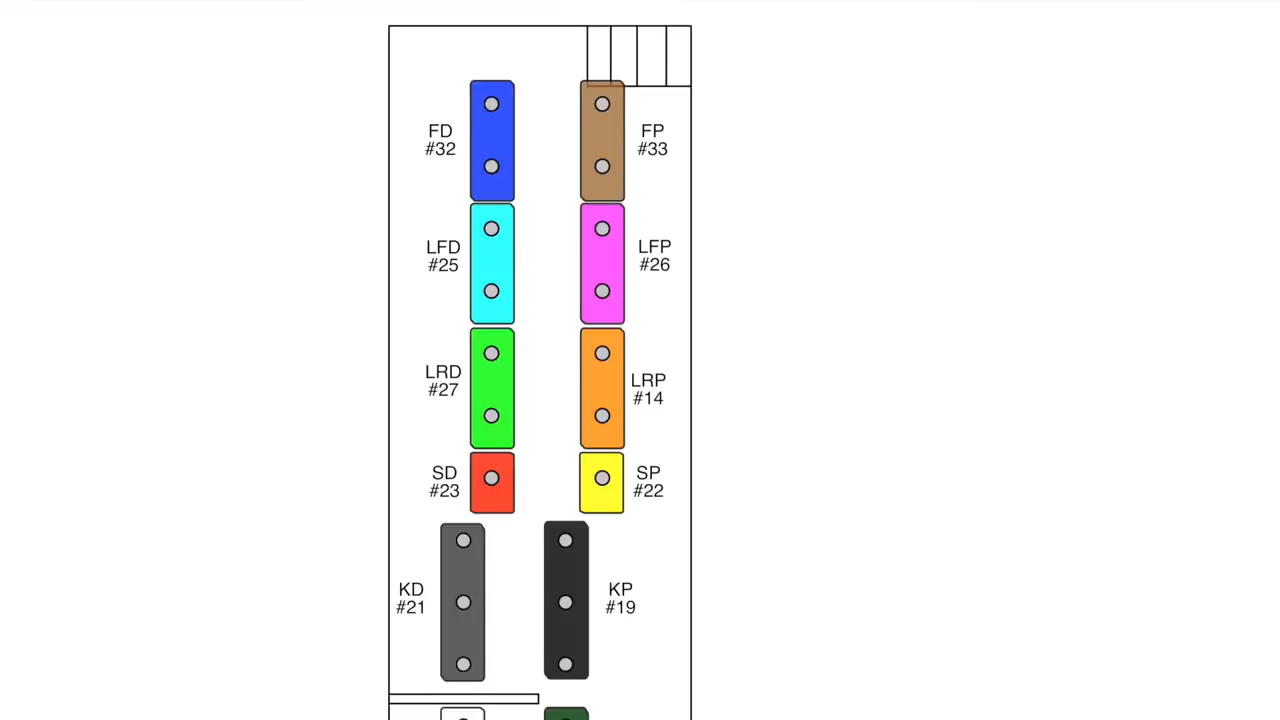 FD
#32
FP
#33
LFD
#25
LFP
#26
LRD
#27
LRP
#14
SD
#23
SP
#22
KD
#21
KP
#19